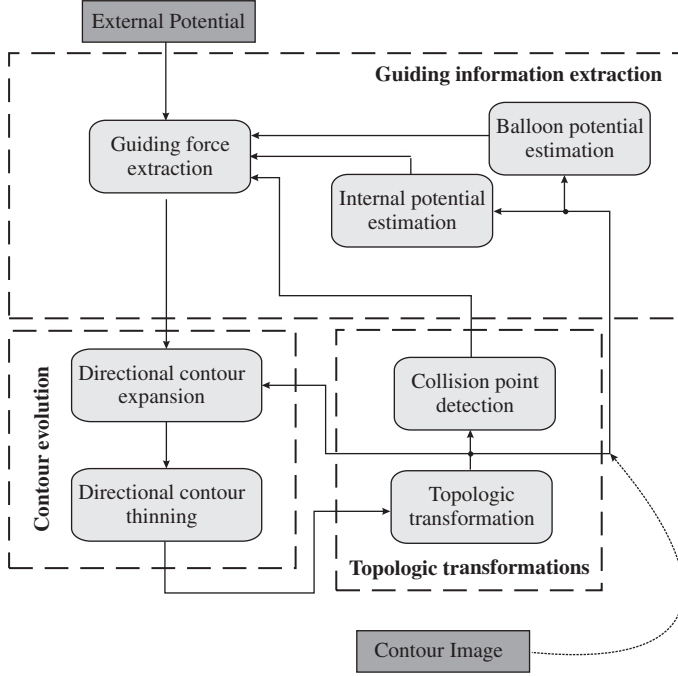 External Potential
Guiding information extraction
Balloon potential
estimation
Guiding force
extraction
Internal potential
estimation
Contour evolution
Directional contour
expansion
Collision point
detection
Directional contour
thinning
Topologic
transformation
Topologic transformations
Contour Image